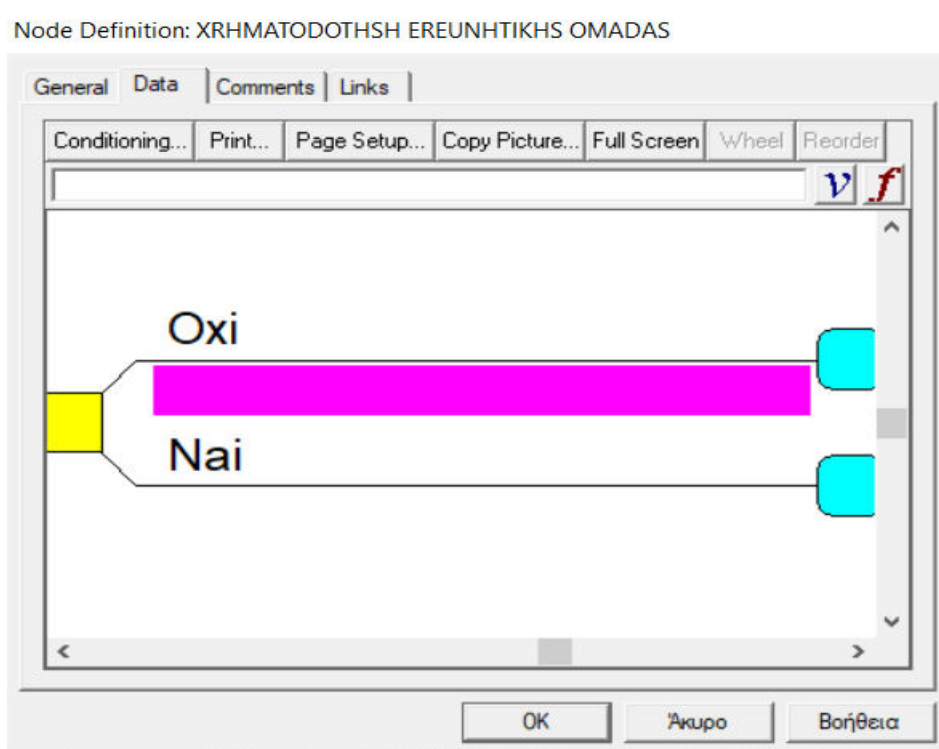 Node Definition: XRHMATODOTHSH EREUNHTIKHS OMADAS
General Data Comments Links
Conditioning... Print... Page Setup... Copy Picture... Full Screen Wheel Reorder
v f
Oxi
Nai
OK Άκυρο Βοήθεια